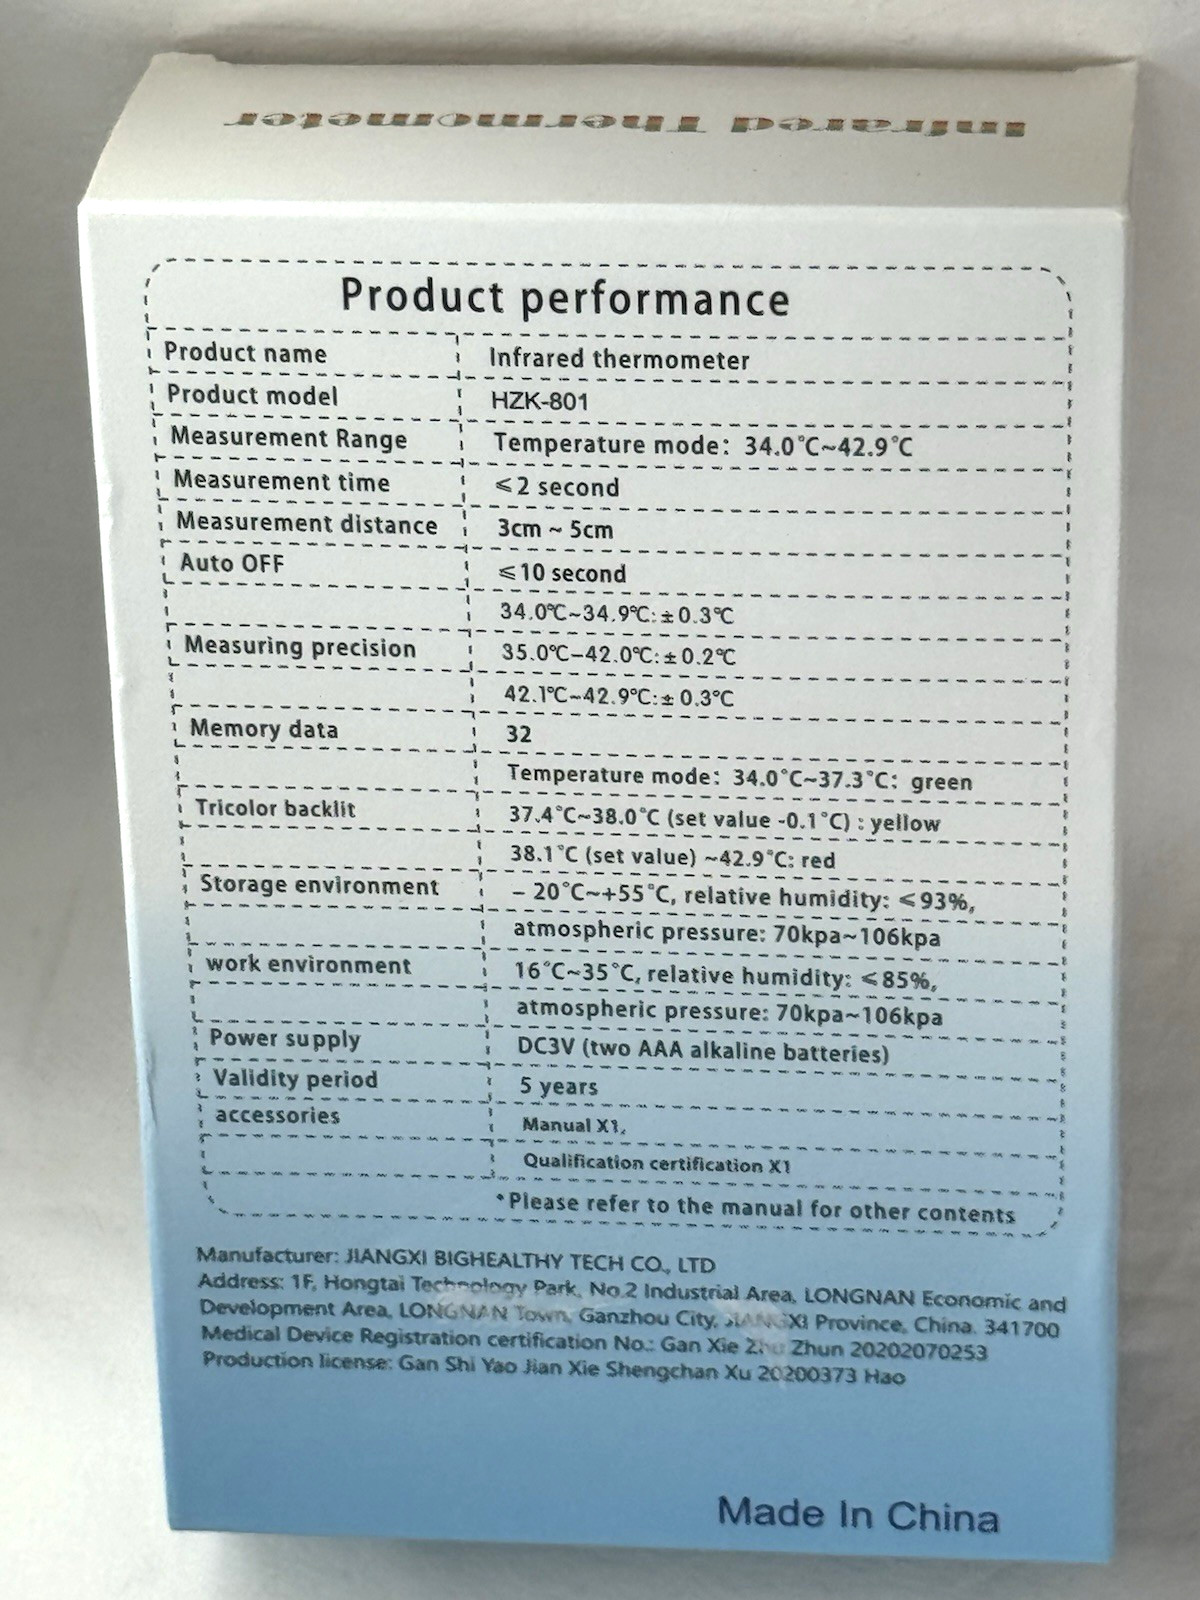 Infrared Thermometer
Product performance
Product name Infrared thermometer
Product model HZK-801
Measurement Range Temperature mode: 34.0°C~42.9°C
Measurement time ≤2 second
Measurement distance 3cm ~ 5cm
Auto OFF ≤10 second
34.0℃~34.9℃:±0.3℃
Measuring precision 35.0℃–42.0℃:±0.2℃
42.1℃~42.9℃:±0.3℃
Memory data 32
Temperature mode: 34.0°C~37.3°C: green
Tricolor backlit 37.4°C~38.0°C (set value -0.1°C) : yellow
38.1°C (set value) ~42.9°C: red
Storage environment – 20°C~+55°C, relative humidity: ≤93%,
atmospheric pressure: 70kpa~106kpa
work environment 16°C~35°C, relative humidity: ≤85%,
atmospheric pressure: 70kpa~106kpa
Power supply DC3V (two AAA alkaline batteries)
Validity period 5 years
accessories Manual X1,
Qualification certification X1
*Please refer to the manual for other contents
Manufacturer: JIANGXI BIGHEALTHY TECH CO., LTD
Address: 1F, Hongtai Technology Park, No.2 Industrial Area, LONGNAN Economic and
Development Area, LONGNAN Town, Ganzhou City, JIANGXI Province, China. 341700
Medical Device Registration certification No.: Gan Xie Zhu Zhun 20202070253
Production license: Gan Shi Yao Jian Xie Shengchan Xu 20200373 Hao
Made In China